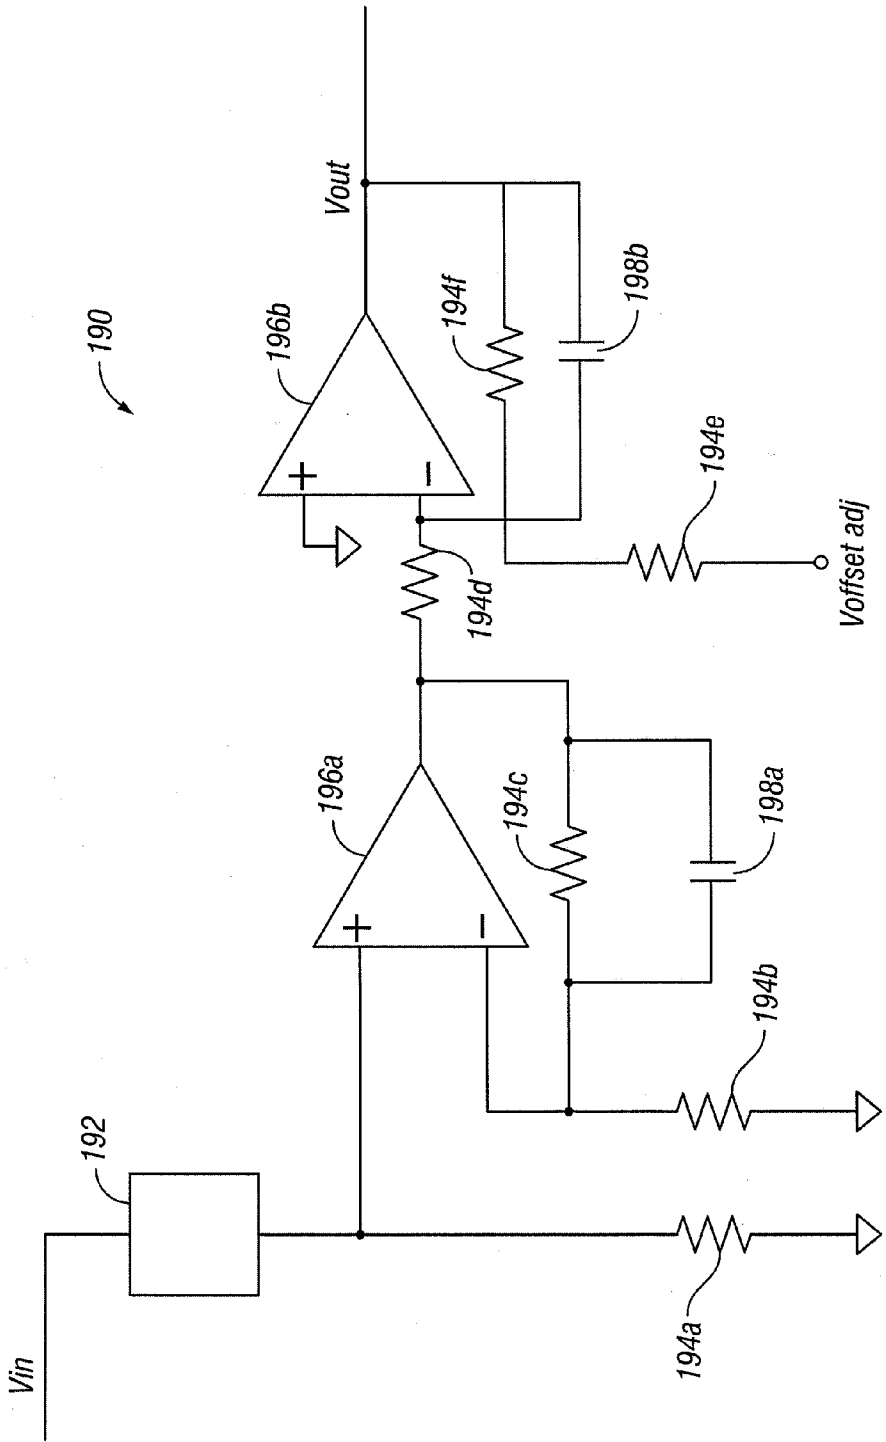 190
Vin
192
194a
194b
+
−
196a
194c
198a
194d
+
−
196b
Vout
194f
198b
194e
Voffset adj